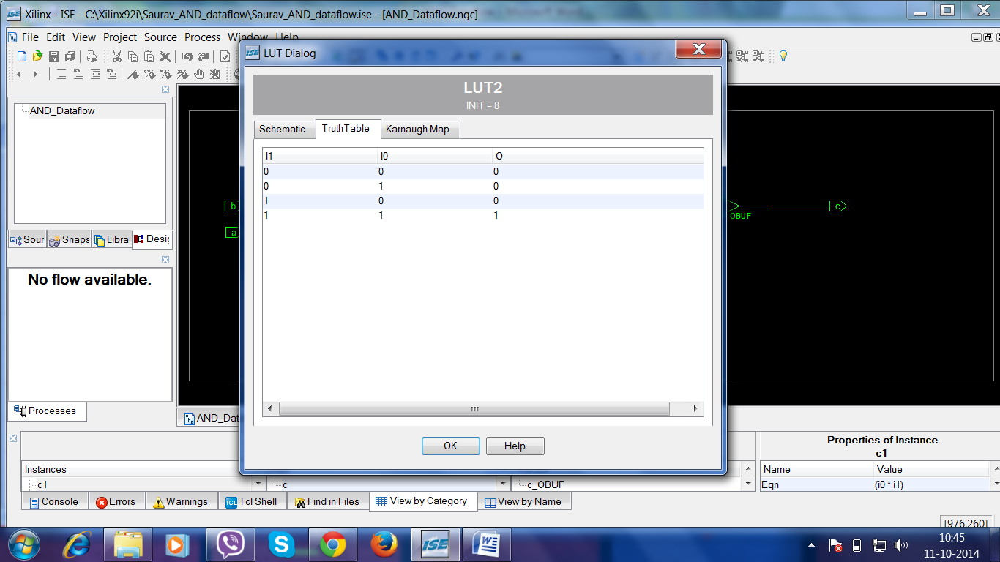 Xilinx - ISE - C:\Xilinx92i\Saurav_AND_dataflow\Saurav_AND_dataflow.ise - [AND_Dataflow.ngc]
File Edit View Project Source Process Window Help
LUT Dialog
LUT2
INIT = 8
Schematic TruthTable Karnaugh Map
I1 I0 O
0 0 0
0 1 0
1 0 0
1 1 1
OK Help
AND_Dataflow
Sour Snaps Libra Desig
No flow available.
Processes
b
a
OBUF
c
AND_Dat
Instances
c1
c
c_OBUF
Properties of Instance
c1
Name Value
Eqn (i0 * i1)
Console Errors Warnings Tcl Shell Find in Files View by Category View by Name
[976,260]
10:45
11-10-2014